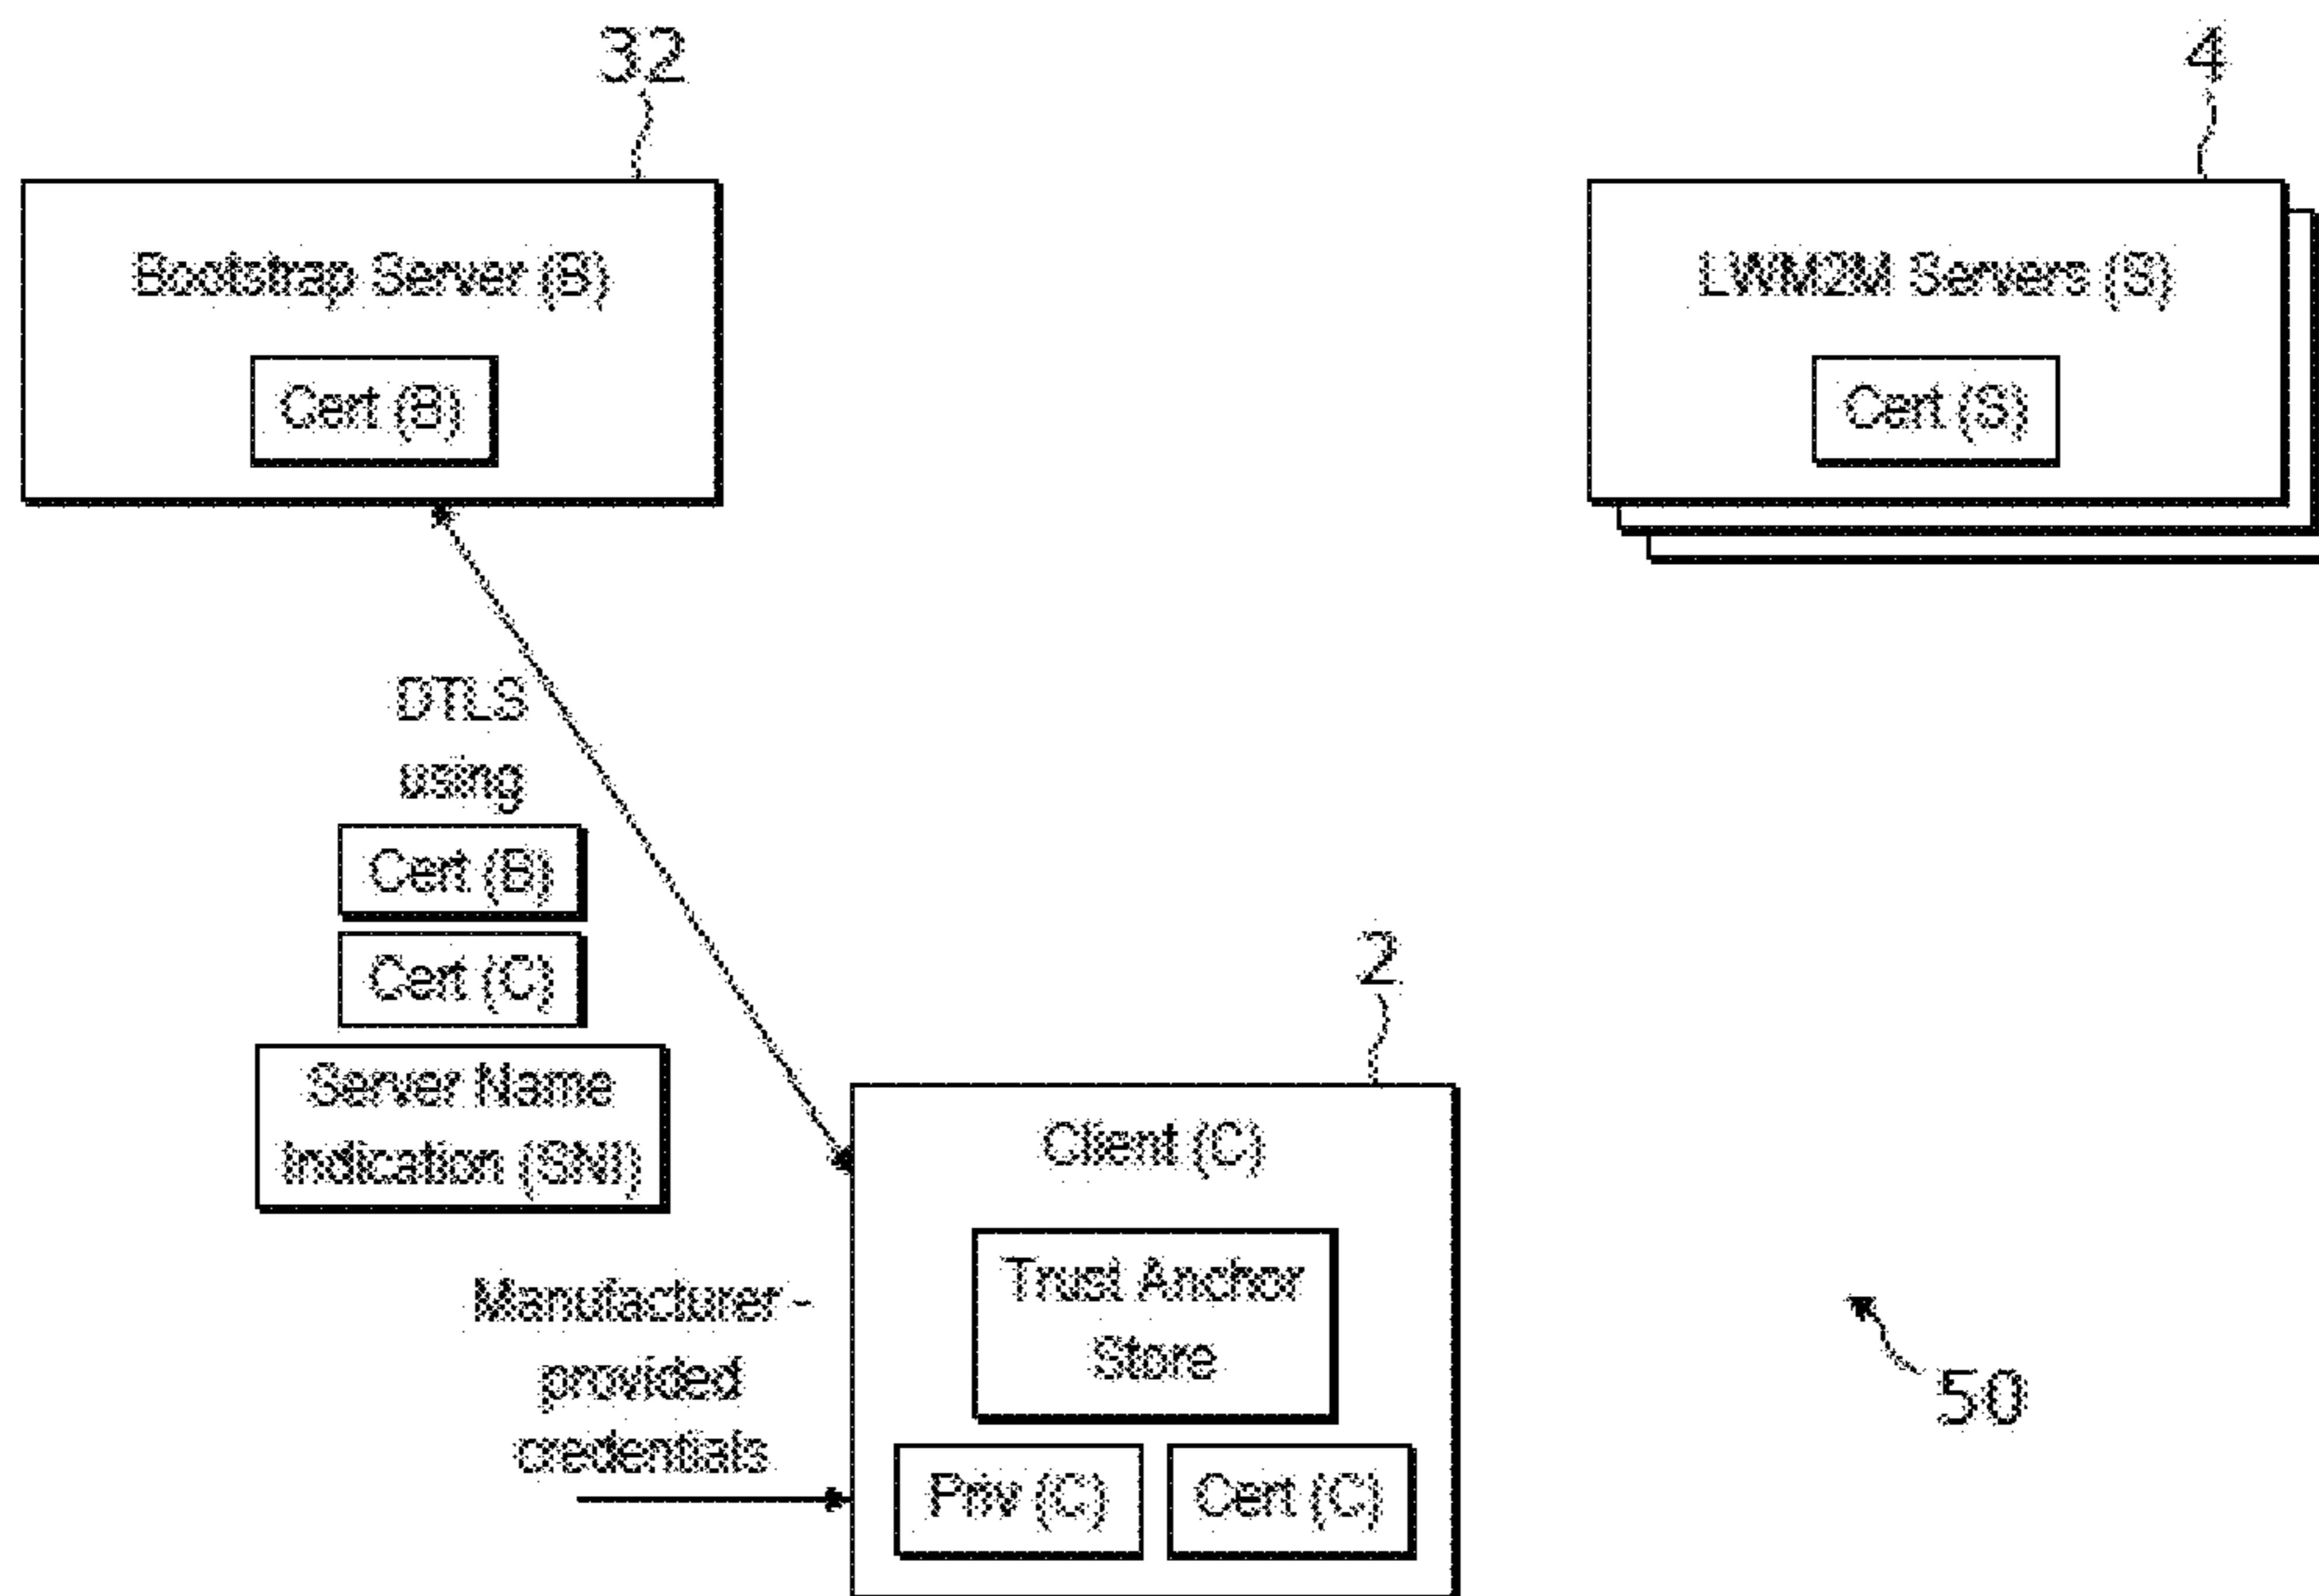 32
4
Bootstrap Server (B)
Cert (B)
LWM2M Servers (S)
Cert (S)
DTLS
using
Cert (B)
Cert (C)
Server Name
Indication (SNI)
2
Client (C)
Trust Anchor
Store
Manufacturer-
provided
credentials
Priv (C)
Cert (C)
50